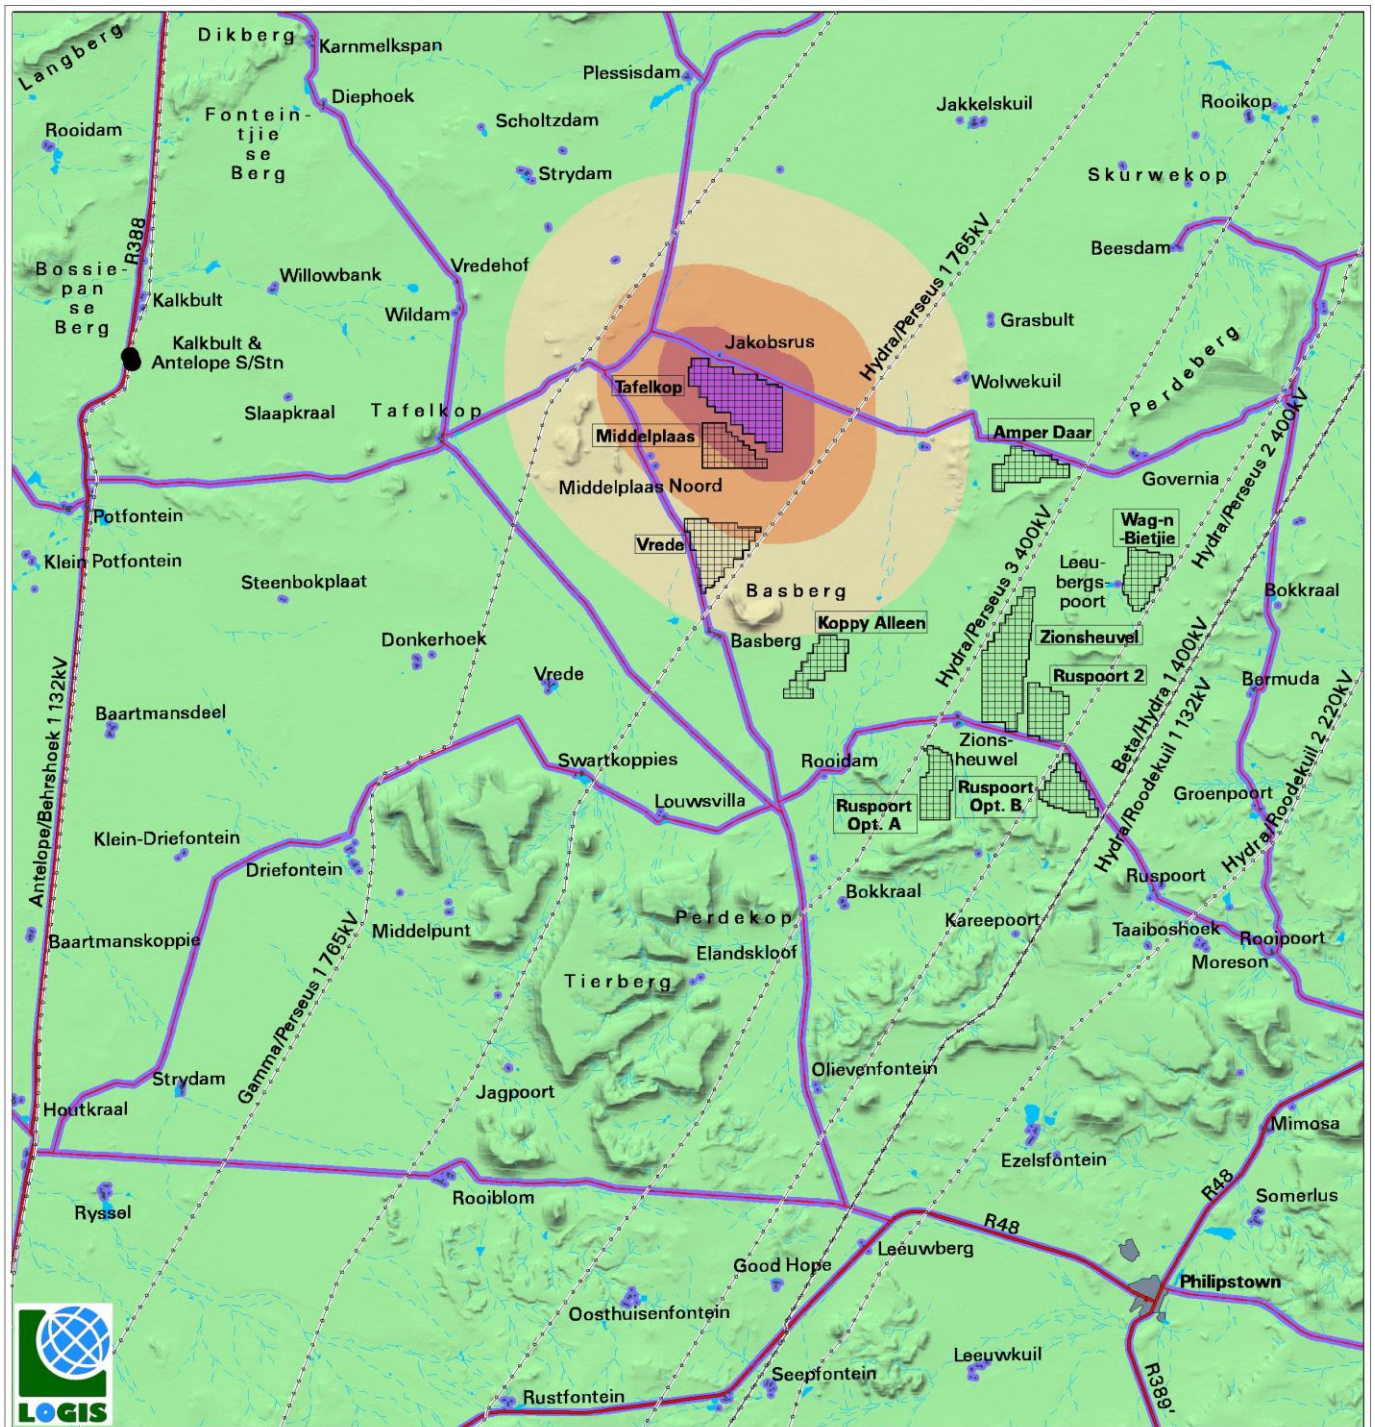 Langberg
Dikberg
Karnmelkspan
Plessisdam
Diephoek
Fontein-
tjie
se
Berg
Scholtzdam
Jakkelskuil
Rooikop
Rooidam
Strydam
Skurwekop
R388
Beesdam
Hydra/Perseus 1 765kV
Bossie-
pan
se
Berg
Vredehof
Willowbank
Kalkbult
Wildam
Grasbult
Kalkbult &
Antelope S/Stn
Jakobsrus
Perdeberg
Tafelkop
Wolwekuil
Slaapkraal
Tafelkop
Middelplaas
Amper Daar
Hydra/Perseus 2 400kV
Middelplaas Noord
Governia
Potfontein
Wag-n
-Bietjie
Hydra/Perseus 3 400kV
Vrede
Klein Potfontein
Leeu-
bergs-
poort
Steenbokplaat
Basberg
Bokkraal
Koppy Alleen
Donkerhoek
Basberg
Zionsheuvel
Vrede
Ruspoort 2
Bermuda
Antelope/Behrshoek 1 132kV
Beta/Hydra 1 400kV
Hydra/Roodekuil 1 132kV
Hydra/Roodekuil 2 220kV
Baartmansdeel
Zions-
heuwel
Swartkoppies
Rooidam
Louwsvilla
Ruspoort
Opt. A
Ruspoort
Opt. B
Groenpoort
Klein-Driefontein
Driefontein
Ruspoort
Bokkraal
Perdekop
Kareepoort
Middelpunt
Baartmanskoppie
Taaiboshoek
Rooipoort
Elandskloof
Moreson
Tierberg
Gamma/Perseus 1 765kV
Olievenfontein
Strydam
Jagpoort
Houtkraal
Mimosa
Ezelsfontein
R48
Rooiblom
Somerlus
Ryssel
R48
Leeuwberg
Good Hope
Philipstown
Oosthuisenfontein
Leeuwkuil
Seepfontein
R389'
Rustfontein
LOGIS